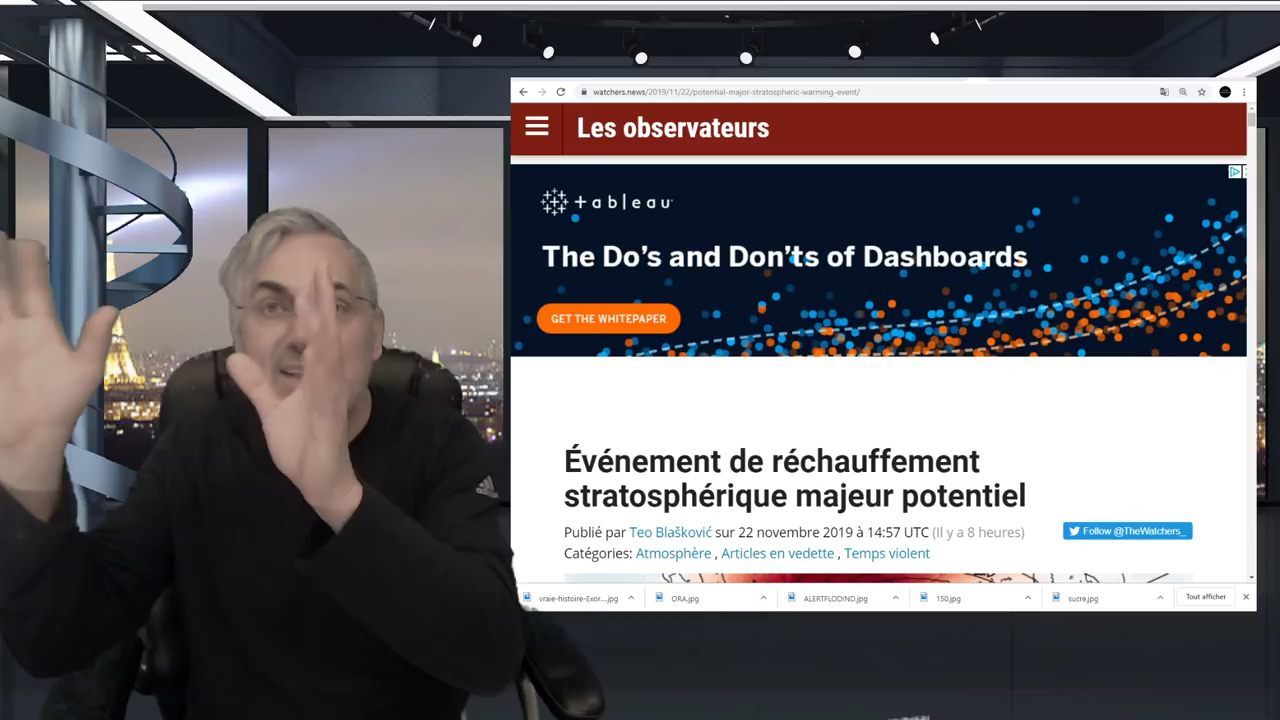 watchers.news/2019/11/22/potential-major-stratospheric-warming-event/
Les observateurs
+ a b l e a u
The Do's and Don'ts of Dashboards
GET THE WHITEPAPER
Événement de réchauffement
stratosphérique majeur potentiel
Publié par Teo Blašković sur 22 novembre 2019 à 14:57 UTC (Il y a 8 heures)
Follow @TheWatchers_
Catégories: Atmosphère , Articles en vedette , Temps violent
vraie-histoire-Exor....jpg
ORA.jpg
ALERTFLODIND.jpg
150.jpg
sucre.jpg
Tout afficher